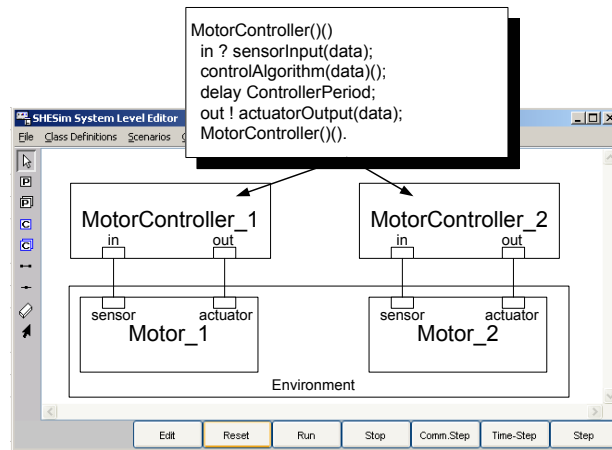 MotorController()()
in ? sensorInput(data);
controlAlgorithm(data)();
delay ControllerPeriod;
out ! actuatorOutput(data);
MotorController()().
SHESim System Level Editor
File Class Definitions Scenarios
P
P
C
C
MotorController_1 MotorController_2
in out in out
sensor actuator sensor actuator
Motor_1 Motor_2
Environment
Edit Reset Run Stop Comm.Step Time-Step Step